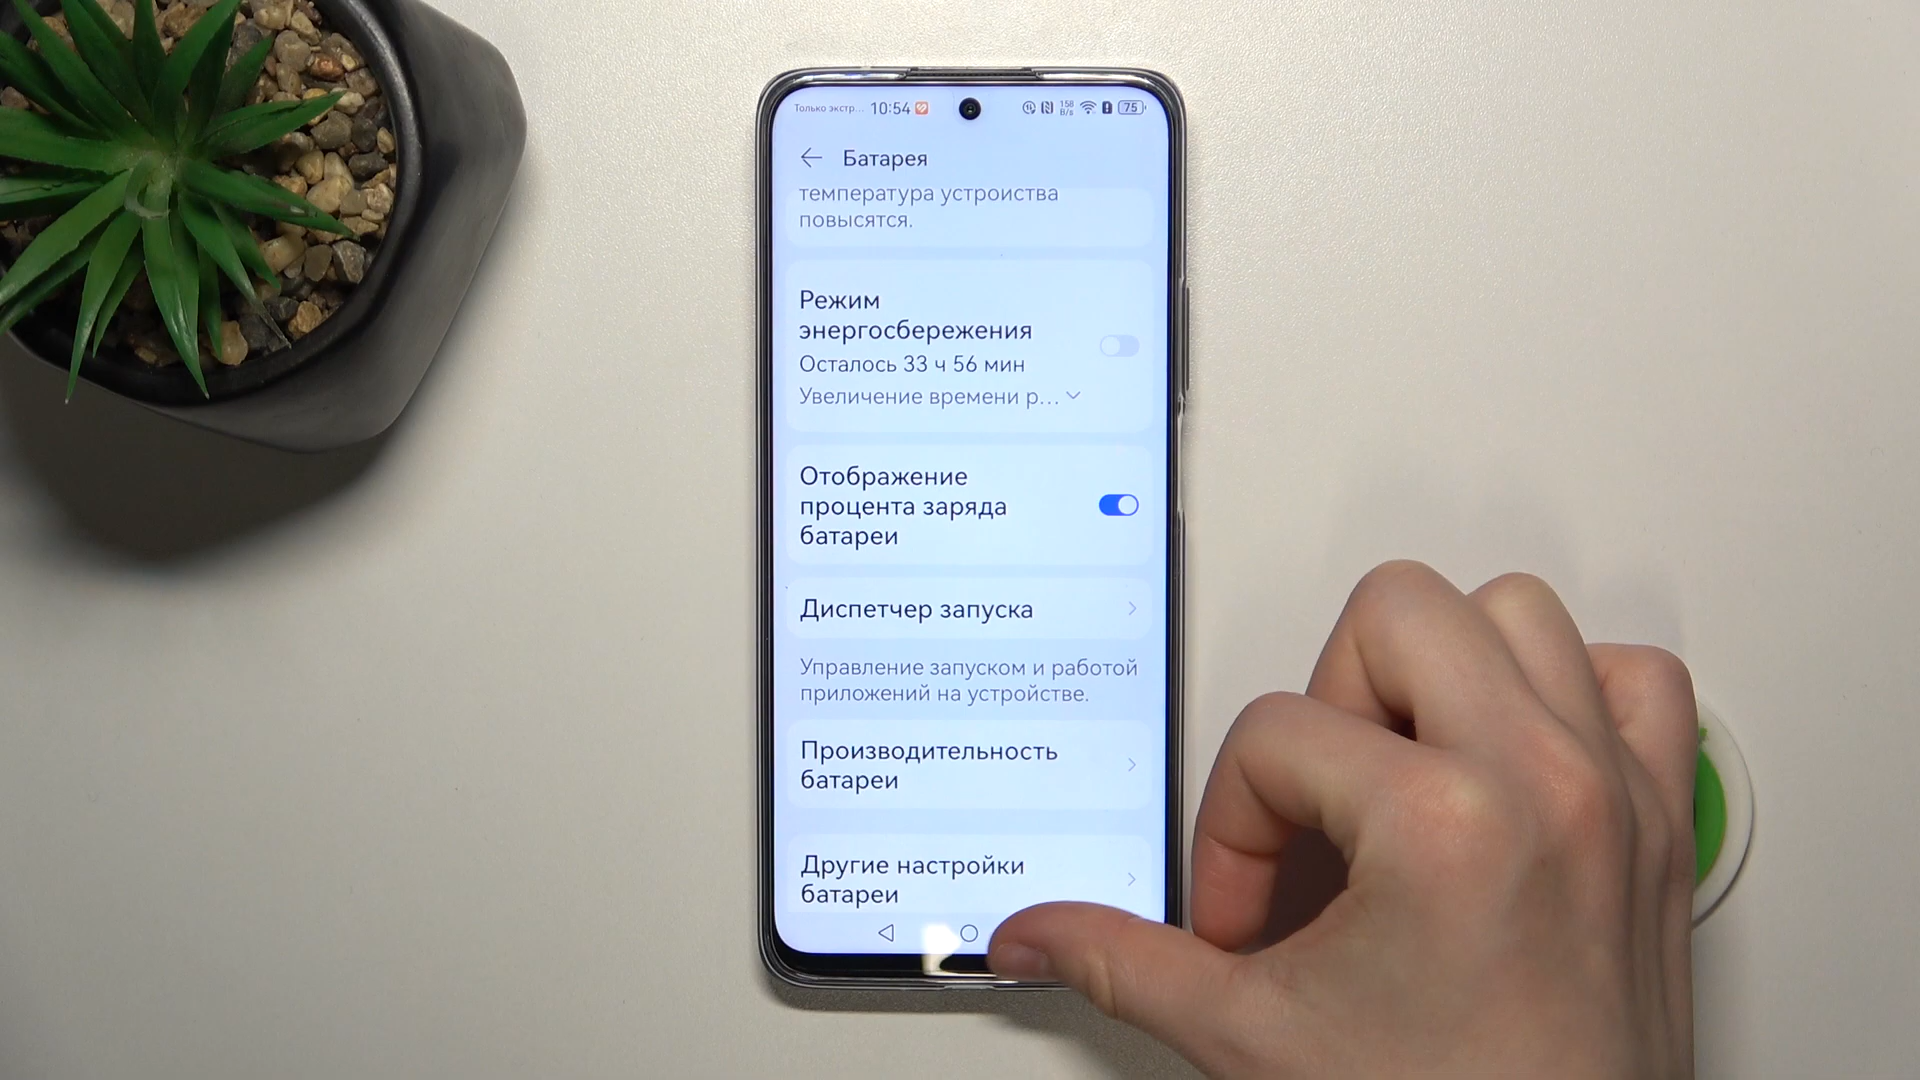 Только экстр... 10:54 158 B/s 75
Батарея
температура устройства
повысятся.
Режим
энергосбережения
Осталось 33 ч 56 мин
Увеличение времени р...
Отображение
процента заряда
батареи
Диспетчер запуска
Управление запуском и работой
приложений на устройстве.
Производительность
батареи
Другие настройки
батареи